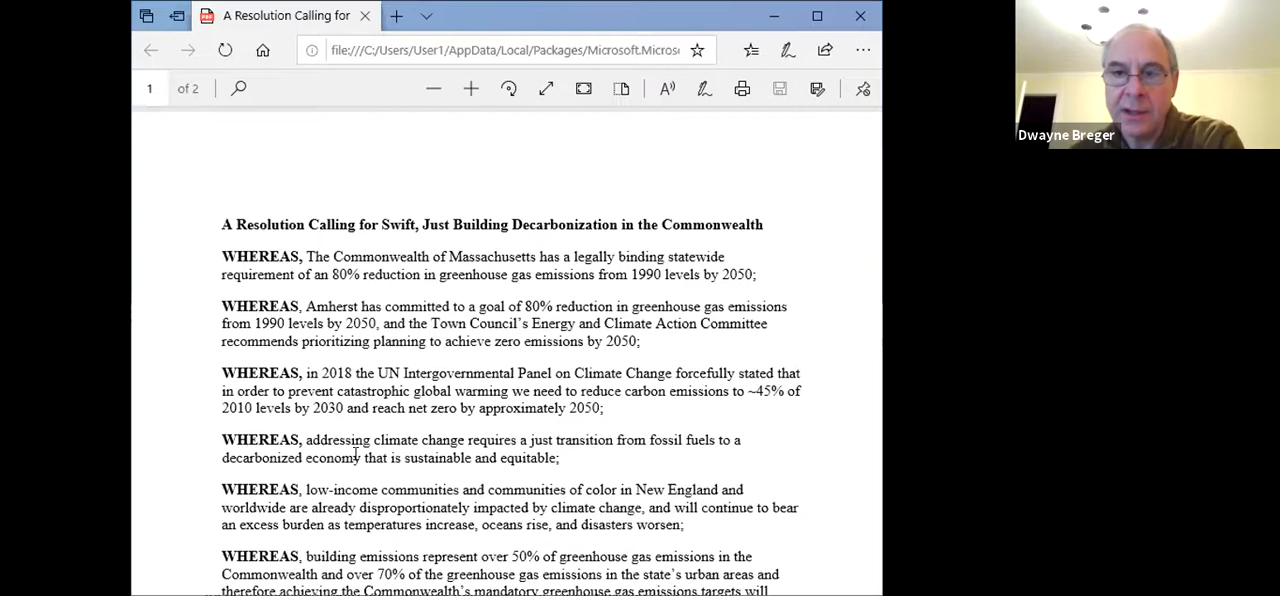 A Resolution Calling for
file:///C:/Users/User1/AppData/Local/Packages/Microsoft.Micros
1 of 2
Dwayne Breger
A Resolution Calling for Swift, Just Building Decarbonization in the Commonwealth
WHEREAS, The Commonwealth of Massachusetts has a legally binding statewide
requirement of an 80% reduction in greenhouse gas emissions from 1990 levels by 2050;
WHEREAS, Amherst has committed to a goal of 80% reduction in greenhouse gas emissions
from 1990 levels by 2050, and the Town Council's Energy and Climate Action Committee
recommends prioritizing planning to achieve zero emissions by 2050;
WHEREAS, in 2018 the UN Intergovernmental Panel on Climate Change forcefully stated that
in order to prevent catastrophic global warming we need to reduce carbon emissions to ~45% of
2010 levels by 2030 and reach net zero by approximately 2050;
WHEREAS, addressing climate change requires a just transition from fossil fuels to a
decarbonized economy that is sustainable and equitable;
WHEREAS, low-income communities and communities of color in New England and
worldwide are already disproportionately impacted by climate change, and will continue to bear
an excess burden as temperatures increase, oceans rise, and disasters worsen;
WHEREAS, building emissions represent over 50% of greenhouse gas emissions in the
Commonwealth and over 70% of the greenhouse gas emissions in the state's urban areas and
therefore achieving the Commonwealth's mandatory greenhouse gas emissions targets will